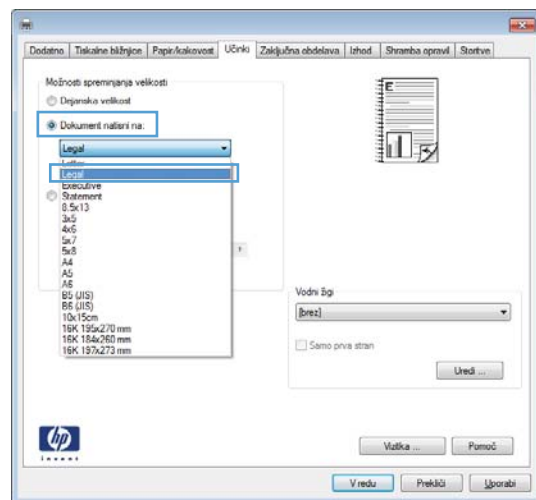 Dodatno Tiskalne bližnjice Papir/kakovost Učinki Zaključna obdelava Izhod Shramba opravil Storitve
Možnosti spreminjanja velikosti
Dejanska velikost
Dokument natisni na:
Legal
Legal
Executive
Statement
8.5x13
3x5
4x6
5x7
5x8
A4
A5
A6
B5 (JIS)
B6 (JIS)
10x15cm
16K 195x270 mm
16K 184x260 mm
16K 197x273 mm
E
Vodni žigi
[brez]
Samo prva stran
Uredi ...
hp
invent
Vizitka ... Pomoč
V redu Prekliči Uporabi